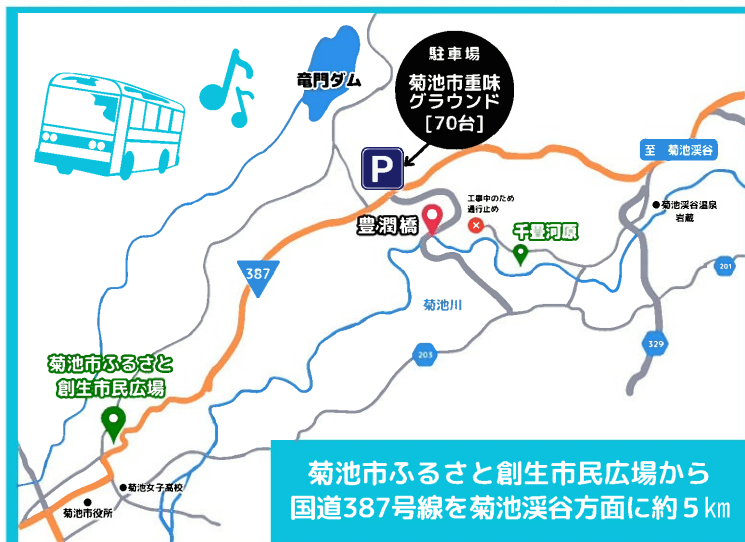 竜門ダム
駐車場
菊池市重味
グラウンド
[70台]
P
至 菊池渓谷
工事中のため
通行止め
菊池渓谷温泉
岩蔵
豊潤橋
千畳河原
387
201
菊池川
329
203
菊池市ふるさと
創生市民広場
菊池女子高校
菊池市役所
菊池市ふるさと創生市民広場から
国道387号線を菊池渓谷方面に約5㎞